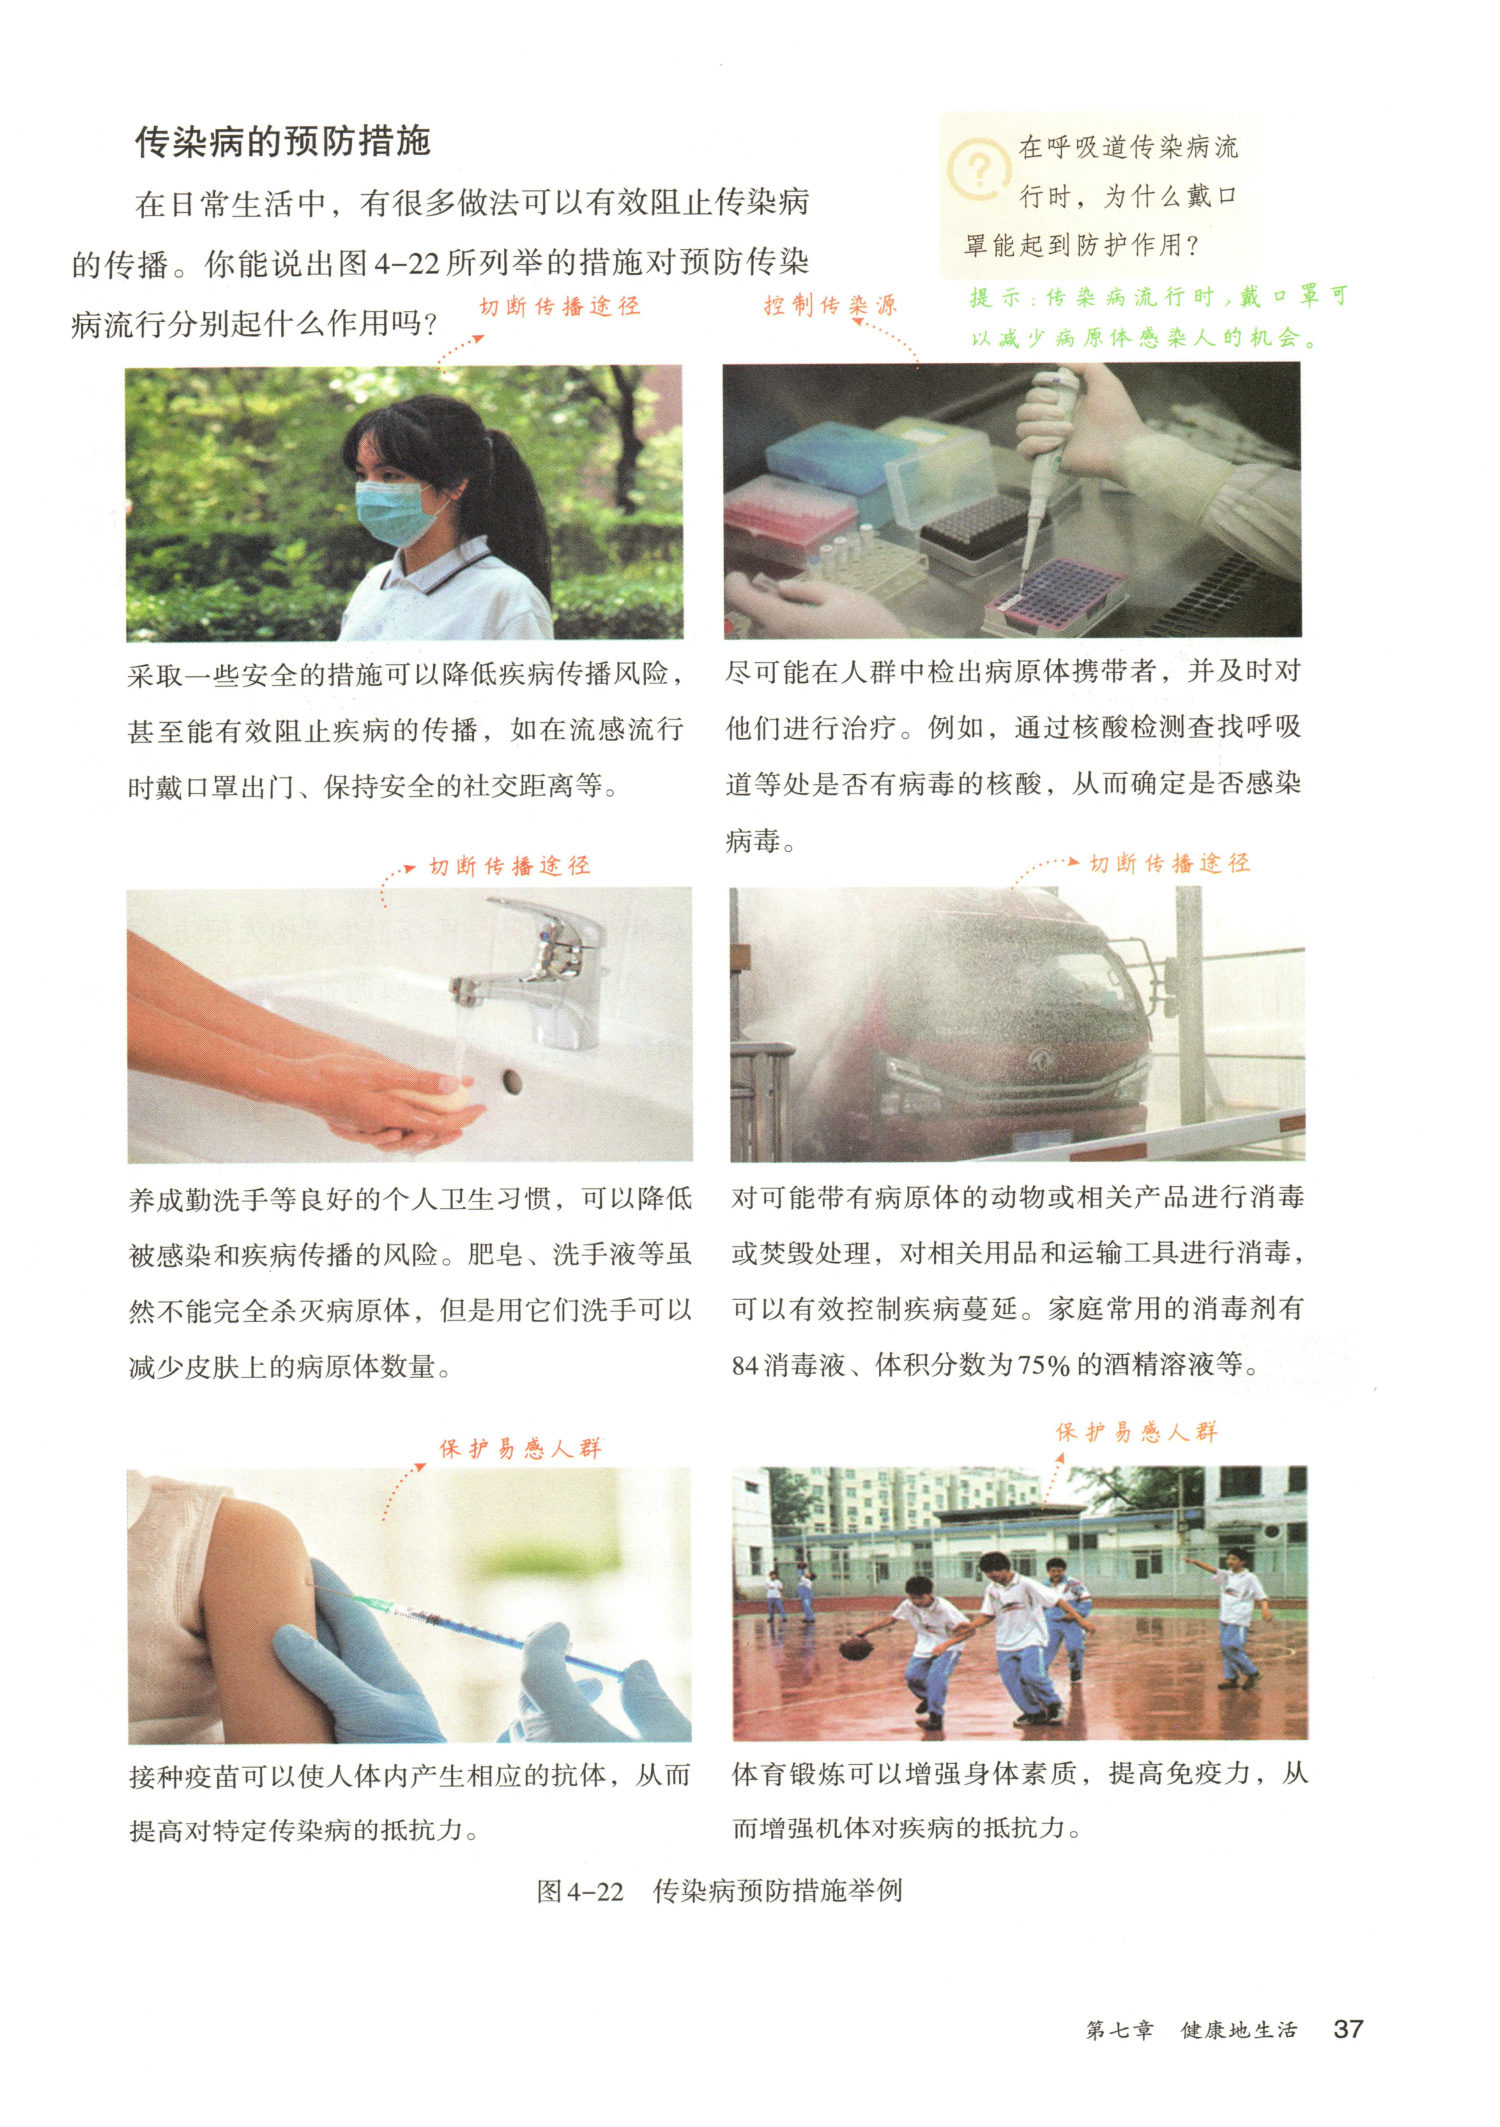 传染病的预防措施
在日常生活中，有很多做法可以有效阻止传染病
的传播。你能说出图4-22所列举的措施对预防传染
病流行分别起什么作用吗？
在呼吸道传染病流
行时，为什么戴口
罩能起到防护作用？
提示：传染病流行时，戴口罩可
以减少病原体感染人的机会。
切断传播途径
控制传染源
采取一些安全的措施可以降低疾病传播风险，
甚至能有效阻止疾病的传播，如在流感流行
时戴口罩出门、保持安全的社交距离等。
尽可能在人群中检出病原体携带者，并及时对
他们进行治疗。例如，通过核酸检测查找呼吸
道等处是否有病毒的核酸，从而确定是否感染
病毒。
切断传播途径
切断传播途径
养成勤洗手等良好的个人卫生习惯，可以降低
被感染和疾病传播的风险。肥皂、洗手液等虽
然不能完全杀灭病原体，但是用它们洗手可以
减少皮肤上的病原体数量。
对可能带有病原体的动物或相关产品进行消毒
或焚毁处理，对相关用品和运输工具进行消毒，
可以有效控制疾病蔓延。家庭常用的消毒剂有
84消毒液、体积分数为75%的酒精溶液等。
保护易感人群
保护易感人群
接种疫苗可以使人体内产生相应的抗体，从而
提高对特定传染病的抵抗力。
体育锻炼可以增强身体素质，提高免疫力，从
而增强机体对疾病的抵抗力。
图4-22 传染病预防措施举例
第七章 健康地生活 37